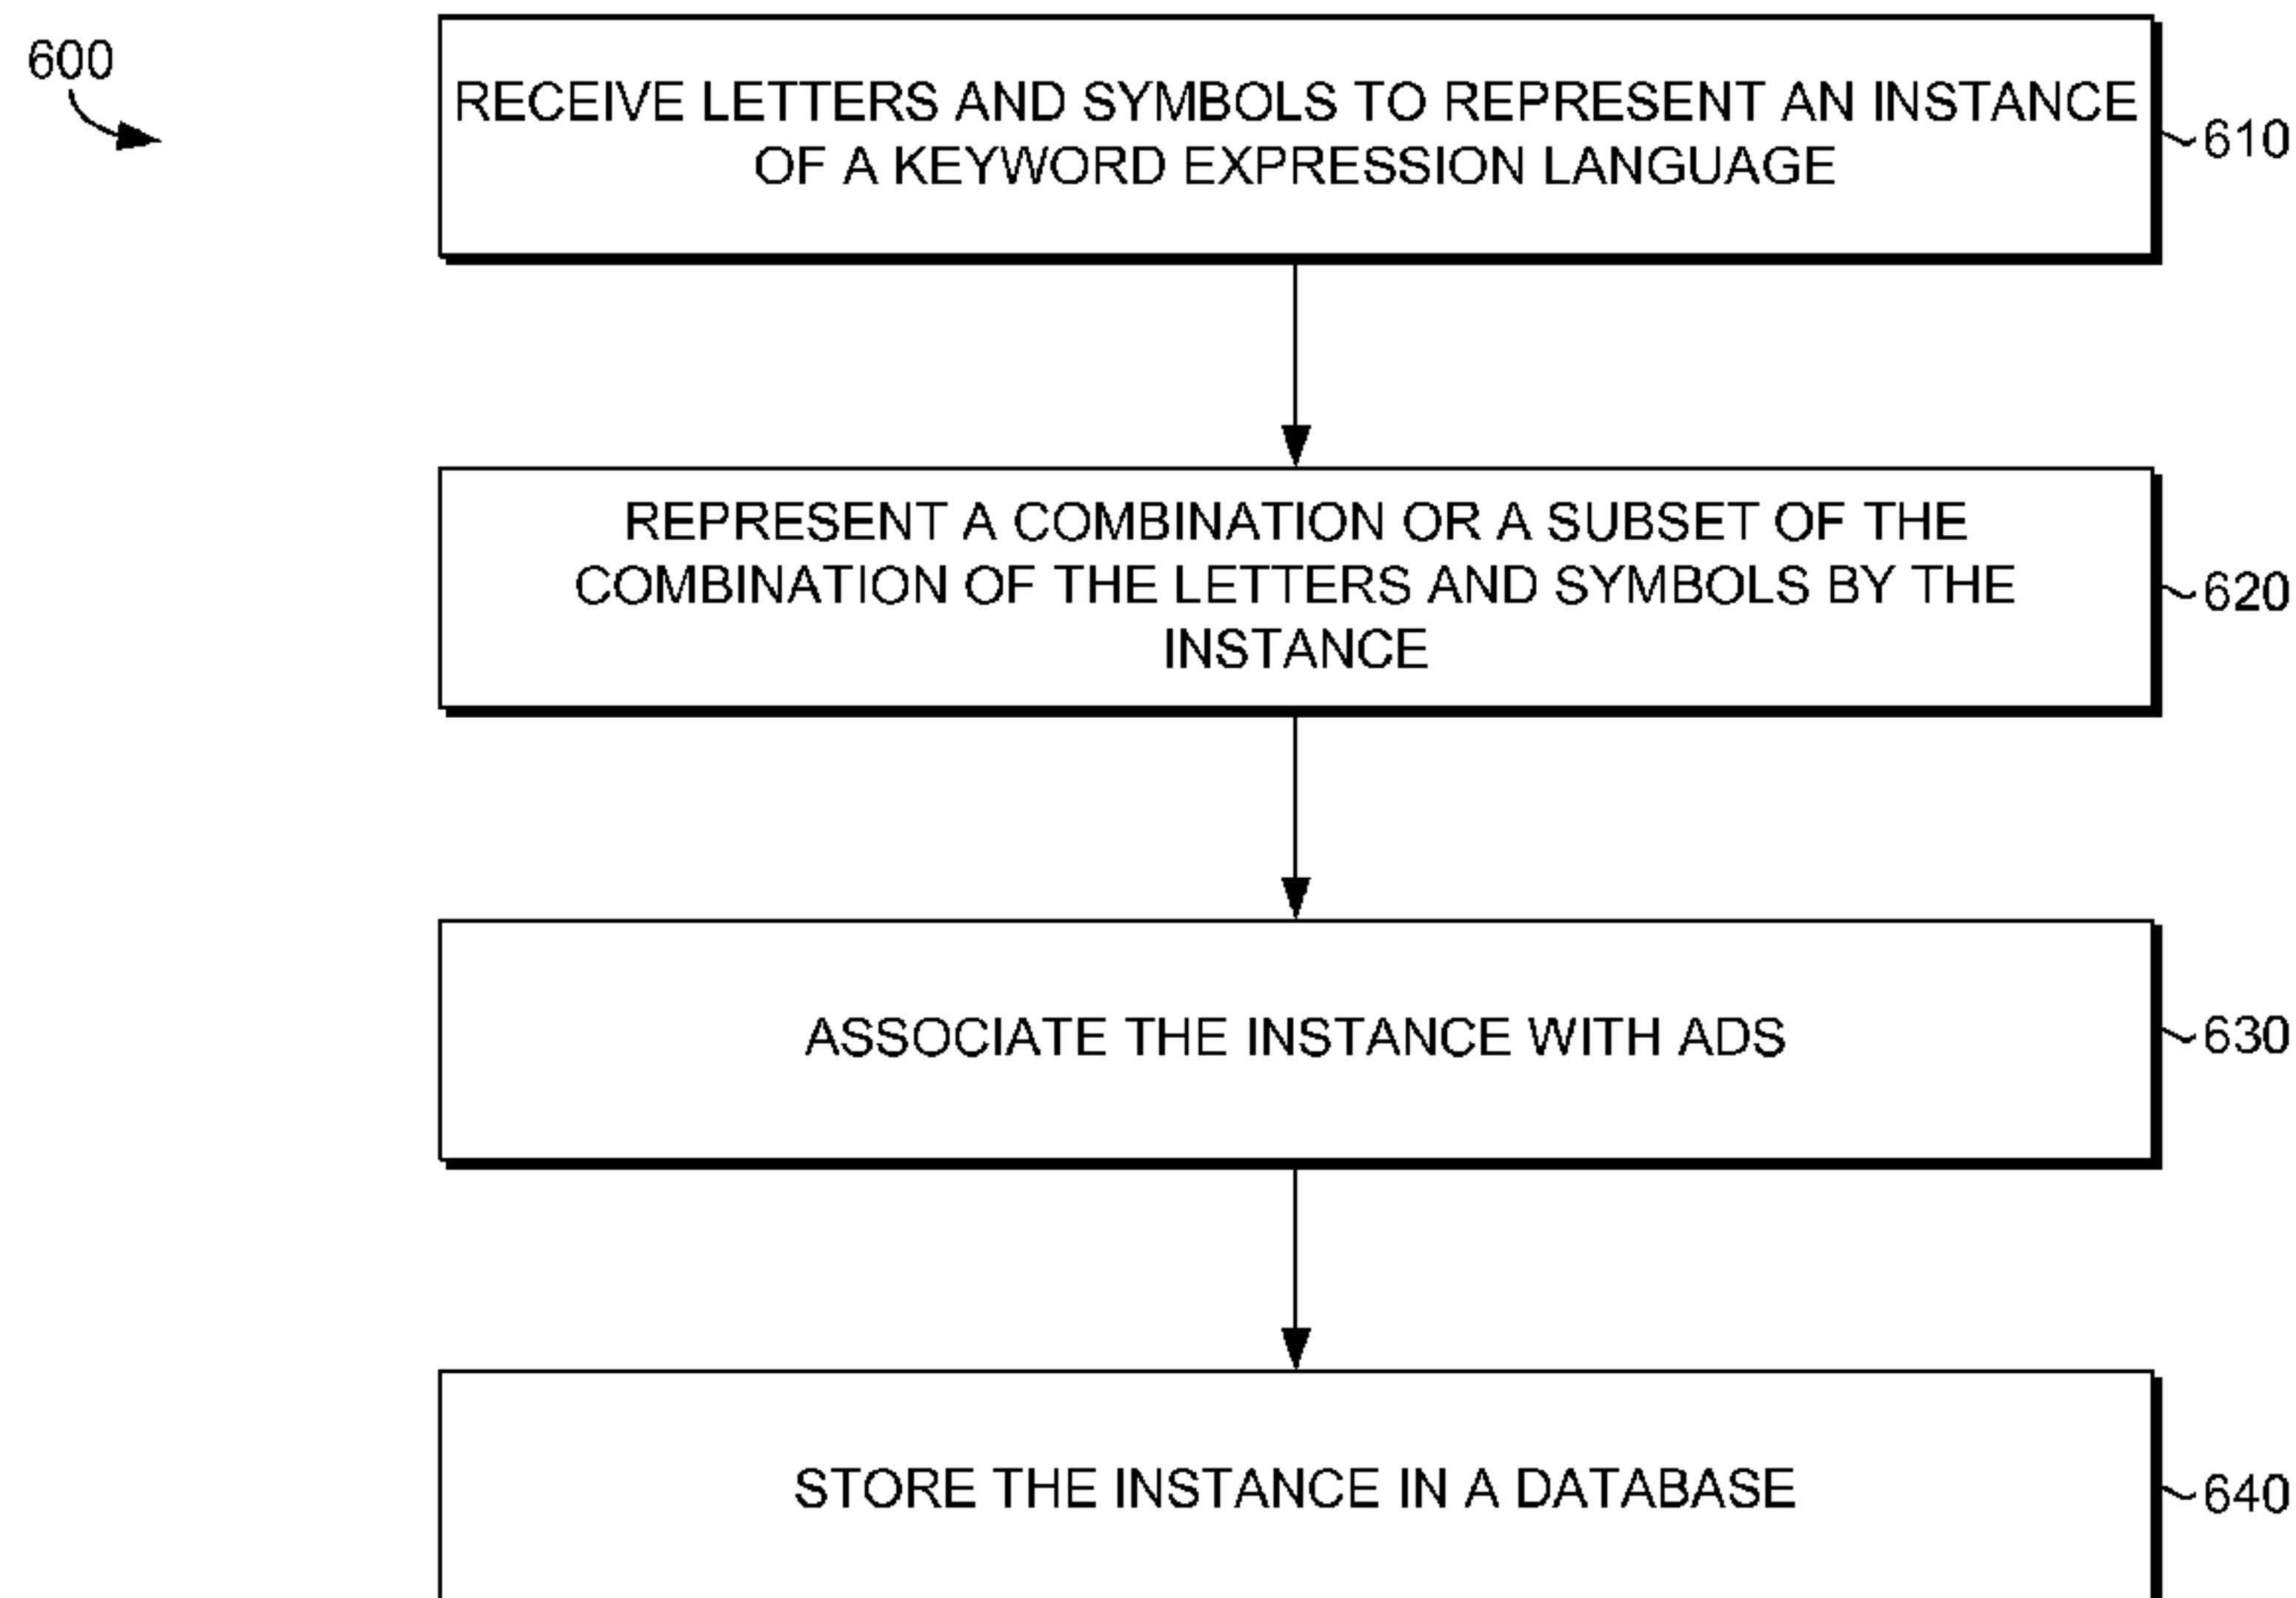 600
RECEIVE LETTERS AND SYMBOLS TO REPRESENT AN INSTANCE
OF A KEYWORD EXPRESSION LANGUAGE
610
REPRESENT A COMBINATION OR A SUBSET OF THE
COMBINATION OF THE LETTERS AND SYMBOLS BY THE
INSTANCE
620
ASSOCIATE THE INSTANCE WITH ADS
630
STORE THE INSTANCE IN A DATABASE
640